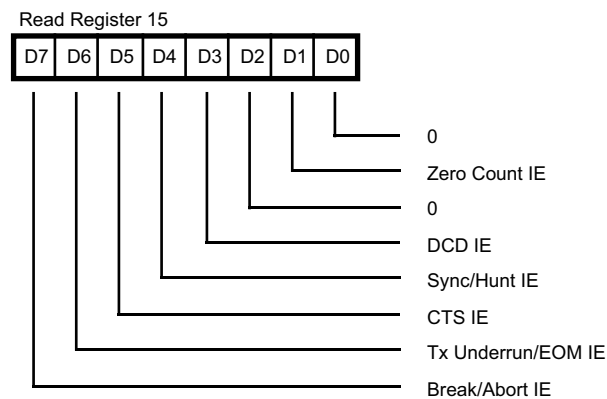 Read Register 15
D7 D6 D5 D4 D3 D2 D1 D0
0
Zero Count IE
0
DCD IE
Sync/Hunt IE
CTS IE
Tx Underrun/EOM IE
Break/Abort IE